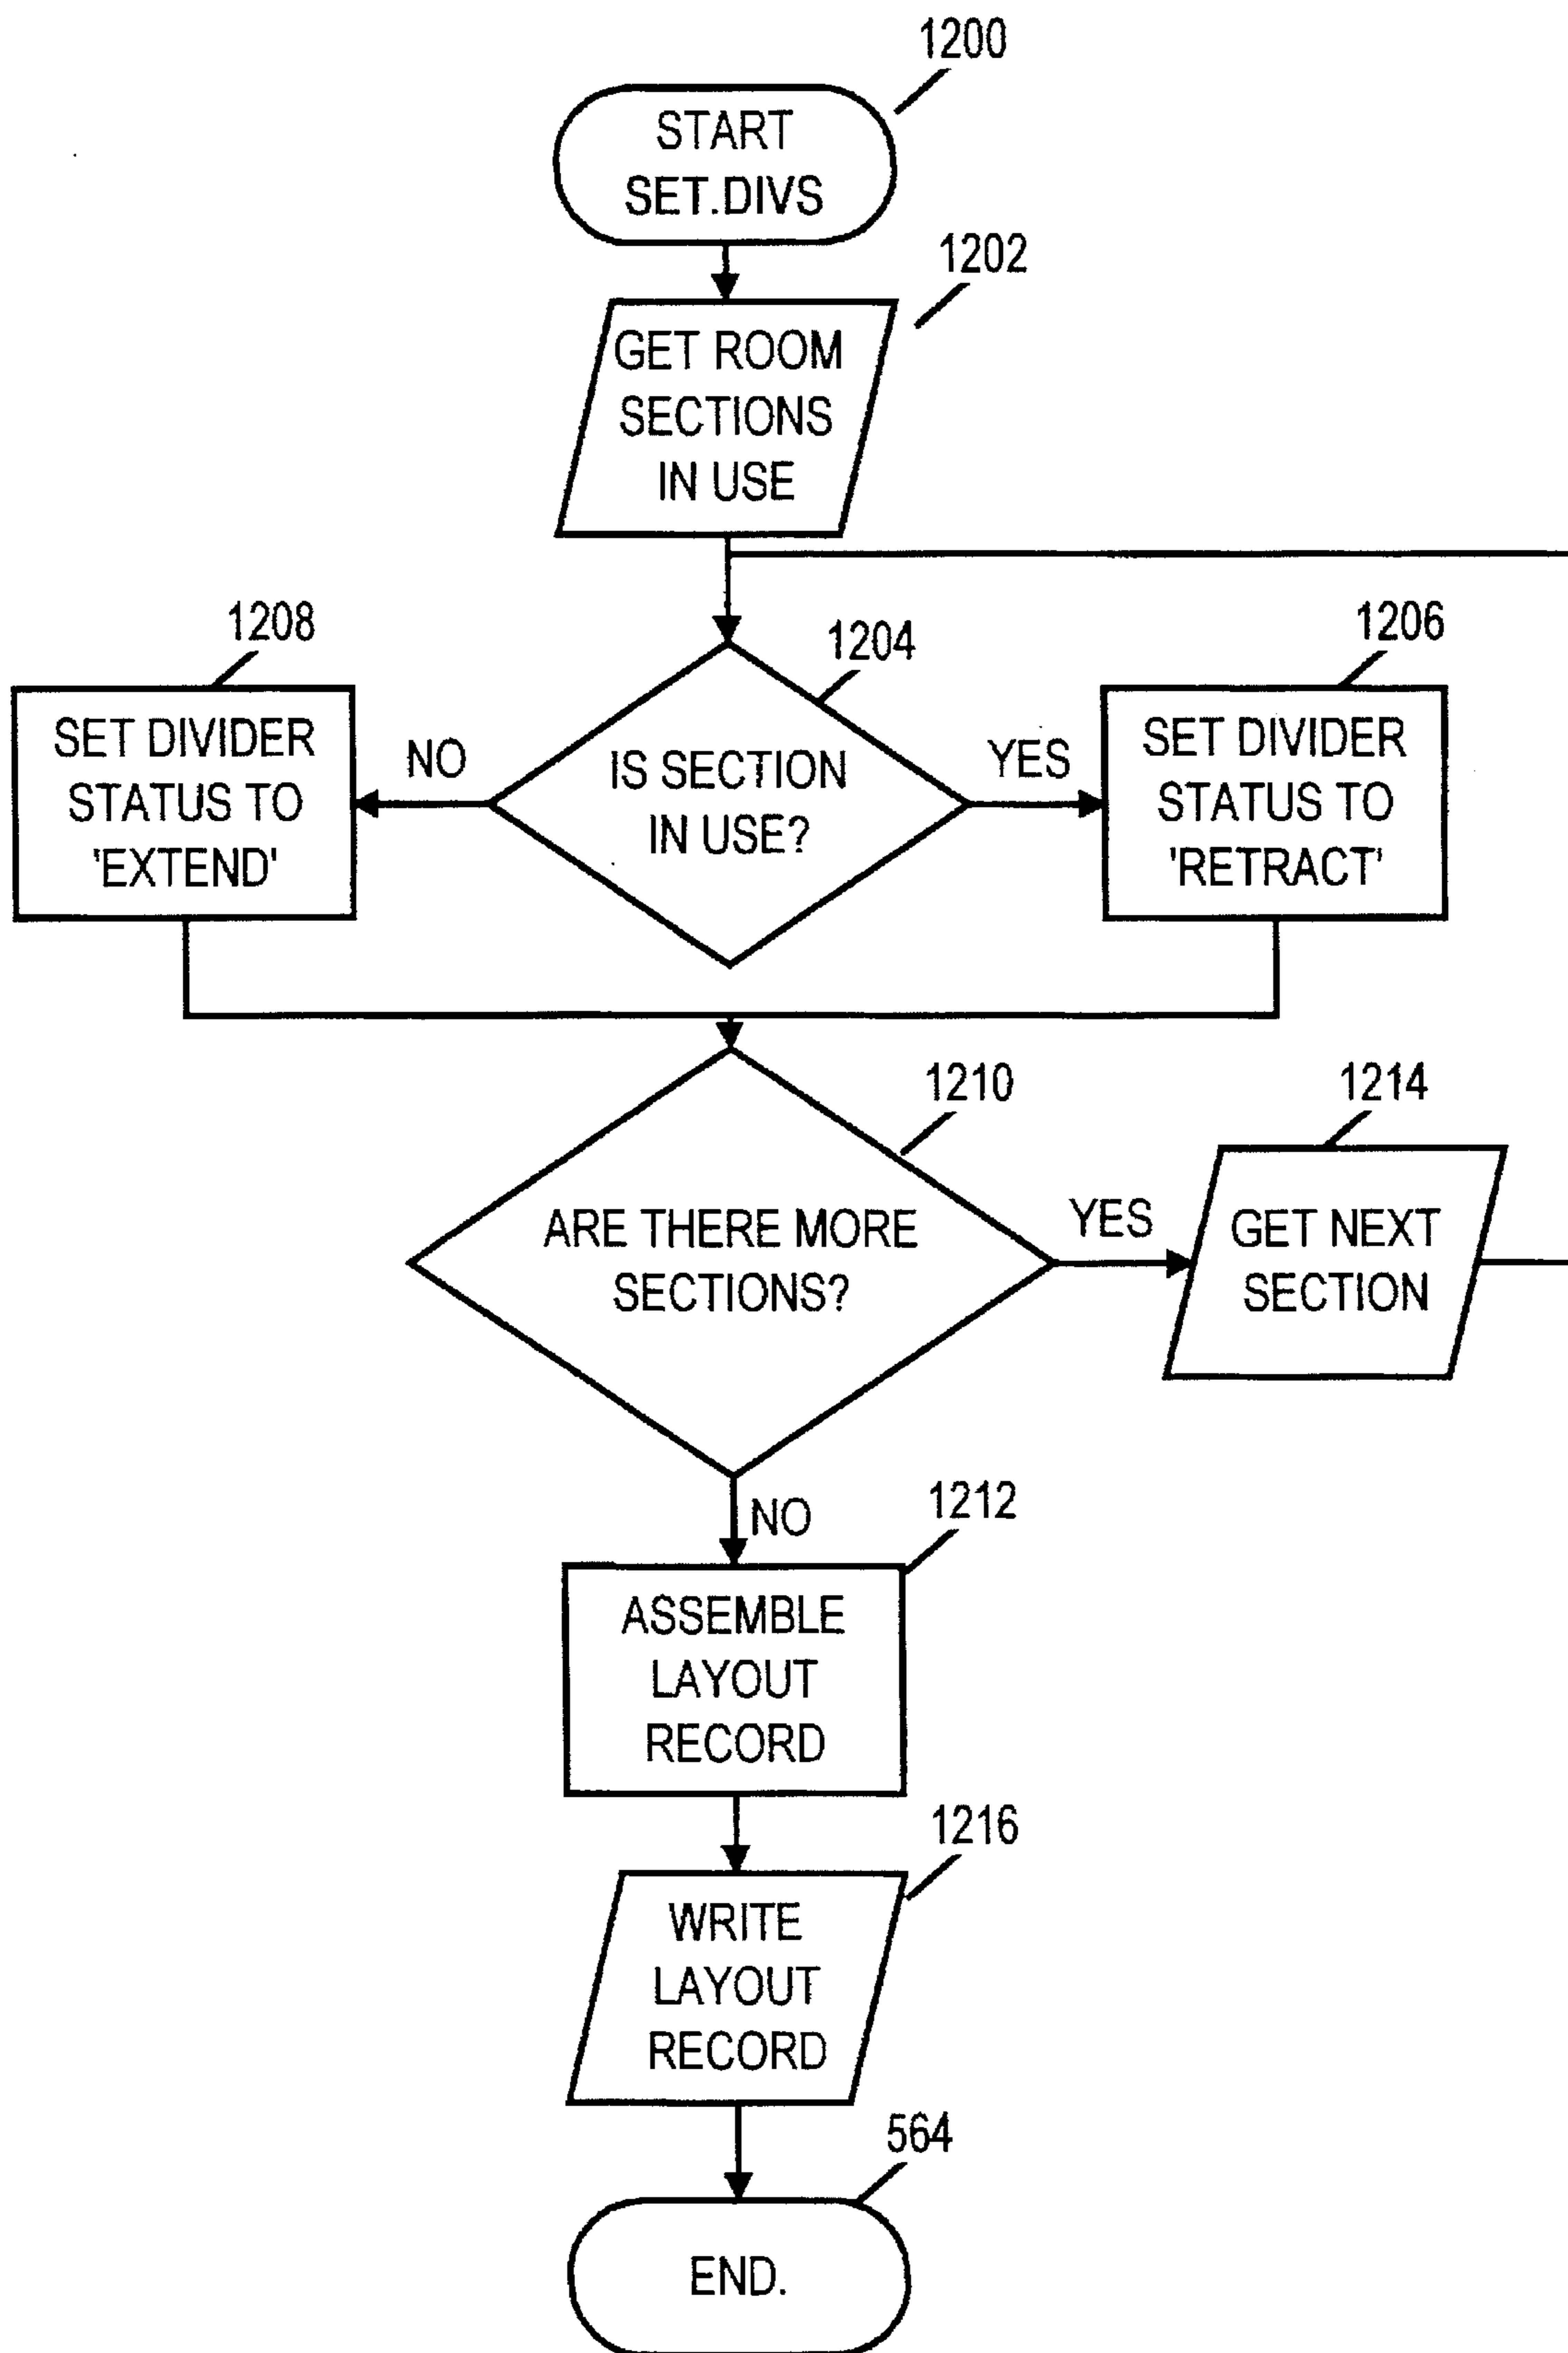 1200
START
SET.DIVS
1202
GET ROOM
SECTIONS
IN USE
1208
1204
1206
SET DIVIDER
STATUS TO
'EXTEND'
NO
IS SECTION
IN USE?
YES
SET DIVIDER
STATUS TO
'RETRACT'
1210
1214
ARE THERE MORE
SECTIONS?
YES
GET NEXT
SECTION
NO
1212
ASSEMBLE
LAYOUT
RECORD
1216
WRITE
LAYOUT
RECORD
564
END.